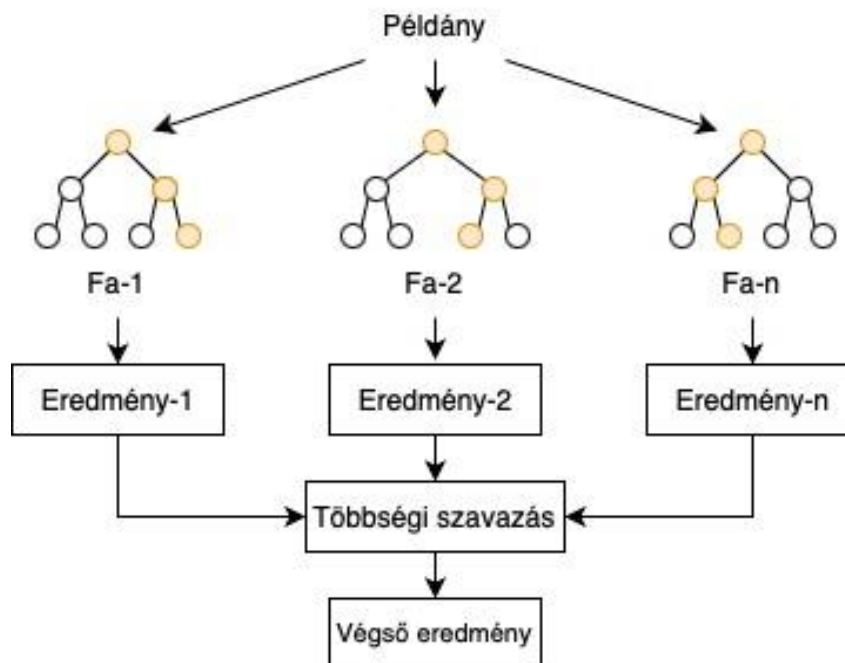 Példány
Fa-1
Fa-2
Fa-n
Eredmény-1
Eredmény-2
Eredmény-n
Többségi szavazás
Végső eredmény